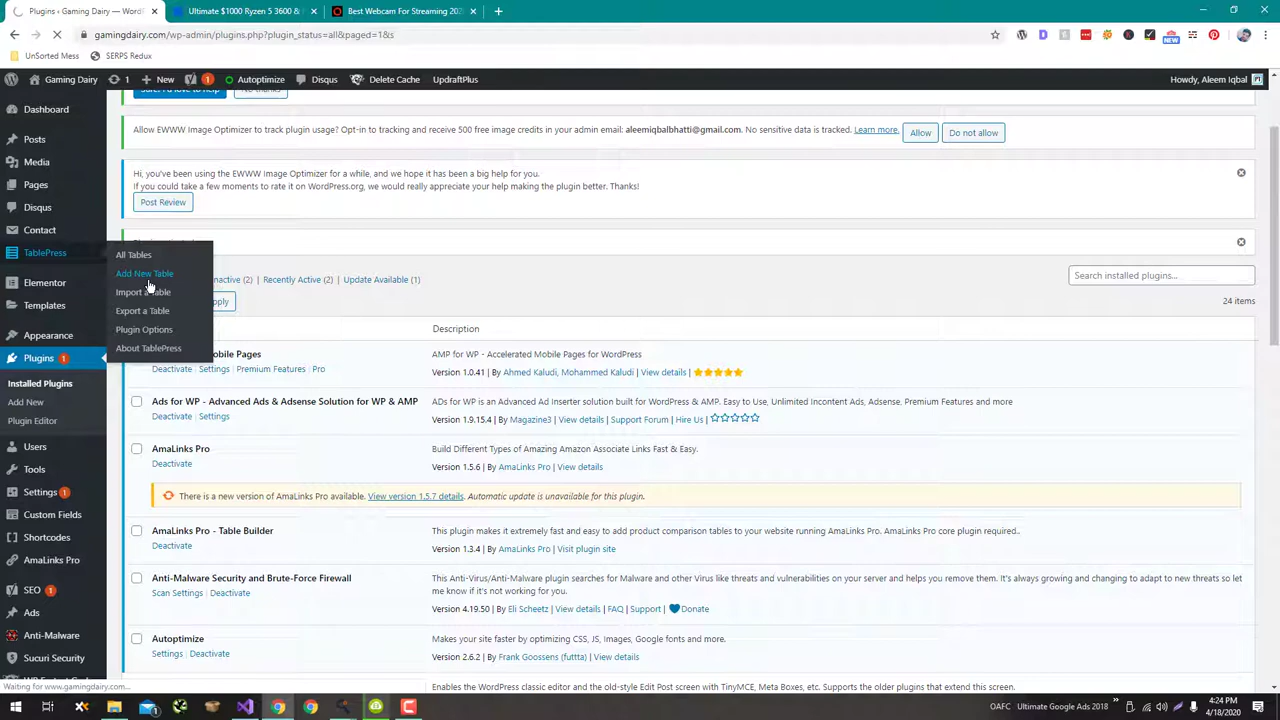 Plugins ‹ Gaming Dairy — WordP
Ultimate $1000 Ryzen 5 3600 &
Best Webcam For Streaming 202
gamingdairy.com/wp-admin/plugins.php?plugin_status=all&paged=1&s
NEW
UnSorted Mess
SERPS Redux
Gaming Dairy
1
New
1
Autoptimize
Disqus
Delete Cache
UpdraftPlus
Howdy, Aleem Iqbal
Dashboard
Posts
Media
Pages
Disqus
Contact
TablePress
Elementor
Templates
Appearance
Plugins 1
Installed Plugins
Add New
Plugin Editor
Users
Tools
Settings 1
Custom Fields
Shortcodes
AmaLinks Pro
SEO 1
Ads
Anti-Malware
Sucuri Security
All Tables
Add New Table
Import a Table
Export a Table
Plugin Options
About TablePress
Sure! I'd love to help
No thanks
Allow EWWW Image Optimizer to track plugin usage? Opt-in to tracking and receive 500 free image credits in your admin email: aleemiqbalbhatti@gmail.com. No sensitive data is tracked. Learn more. Allow Do not allow
Hi, you've been using the EWWW Image Optimizer for a while, and we hope it has been a big help for you.
If you could take a few moments to rate it on WordPress.org, we would really appreciate your help making the plugin better. Thanks!
Post Review
nactive (2) | Recently Active (2) | Update Available (1)
Search installed plugins...
pply
24 items
Description
obile Pages
Deactivate | Settings | Premium Features | Pro
AMP for WP - Accelerated Mobile Pages for WordPress
Version 1.0.41 | By Ahmed Kaludi, Mohammed Kaludi | View details |
Ads for WP - Advanced Ads & Adsense Solution for WP & AMP
Deactivate | Settings
ADs for WP is an Advanced Ad Inserter solution built for WordPress & AMP. Easy to Use, Unlimited Incontent Ads, Adsense, Premium Features and more
Version 1.9.15.4 | By Magazine3 | View details | Support Forum | Hire Us |
AmaLinks Pro
Deactivate
Build Different Types of Amazing Amazon Associate Links Fast & Easy.
Version 1.5.6 | By AmaLinks Pro | View details
There is a new version of AmaLinks Pro available. View version 1.5.7 details. Automatic update is unavailable for this plugin.
AmaLinks Pro - Table Builder
Deactivate
This plugin makes it extremely fast and easy to add product comparison tables to your website running AmaLinks Pro. AmaLinks Pro core plugin required..
Version 1.3.4 | By AmaLinks Pro | Visit plugin site
Anti-Malware Security and Brute-Force Firewall
Scan Settings | Deactivate
This Anti-Virus/Anti-Malware plugin searches for Malware and other Virus like threats and vulnerabilities on your server and helps you remove them. It's always growing and changing to adapt to new threats so let
me know if it's not working for you.
Version 4.19.50 | By Eli Scheetz | View details | FAQ | Support | Donate
Autoptimize
Settings | Deactivate
Makes your site faster by optimizing CSS, JS, Images, Google fonts and more.
Version 2.6.2 | By Frank Goossens (futtta) | View details
Enables the WordPress classic editor and the old-style Edit Post screen with TinyMCE, Meta Boxes, etc. Supports the older plugins that extend this screen.
Waiting for www.gamingdairy.com...
OAFC
Ultimate Google Ads 2018
4:24 PM
4/18/2020